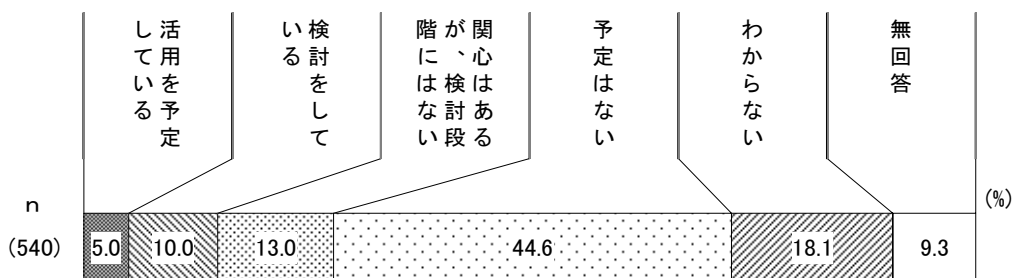 活用を予定
している
検討をして
いる
関心はある
が、検討段
階にはない
予定はない
わからない
無回答
(%)
n
(540)
5.0
10.0
13.0
44.6
18.1
9.3